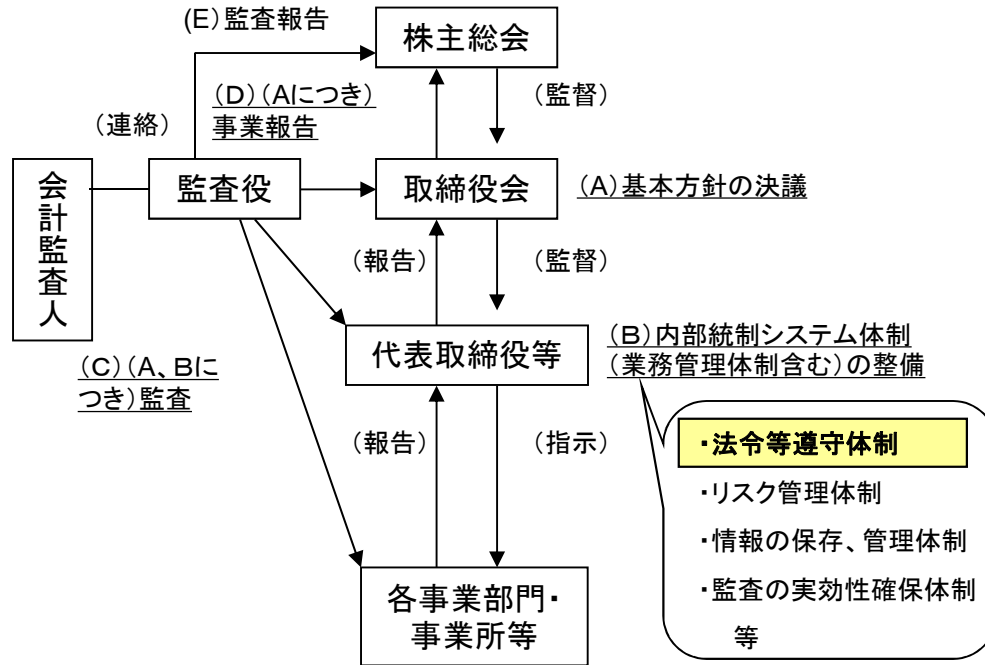 (E)監査報告
株主総会
(D)(Aにつき)
事業報告
(監督)
(連絡)
会計監査人
監査役
取締役会
(A)基本方針の決議
(報告)
(監督)
代表取締役等
(B)内部統制システム体制
(業務管理体制含む)の整備
(C)(A、Bに
つき)監査
(報告)
(指示)
・法令等遵守体制
・リスク管理体制
・情報の保存、管理体制
・監査の実効性確保体制
等
各事業部門・
事業所等